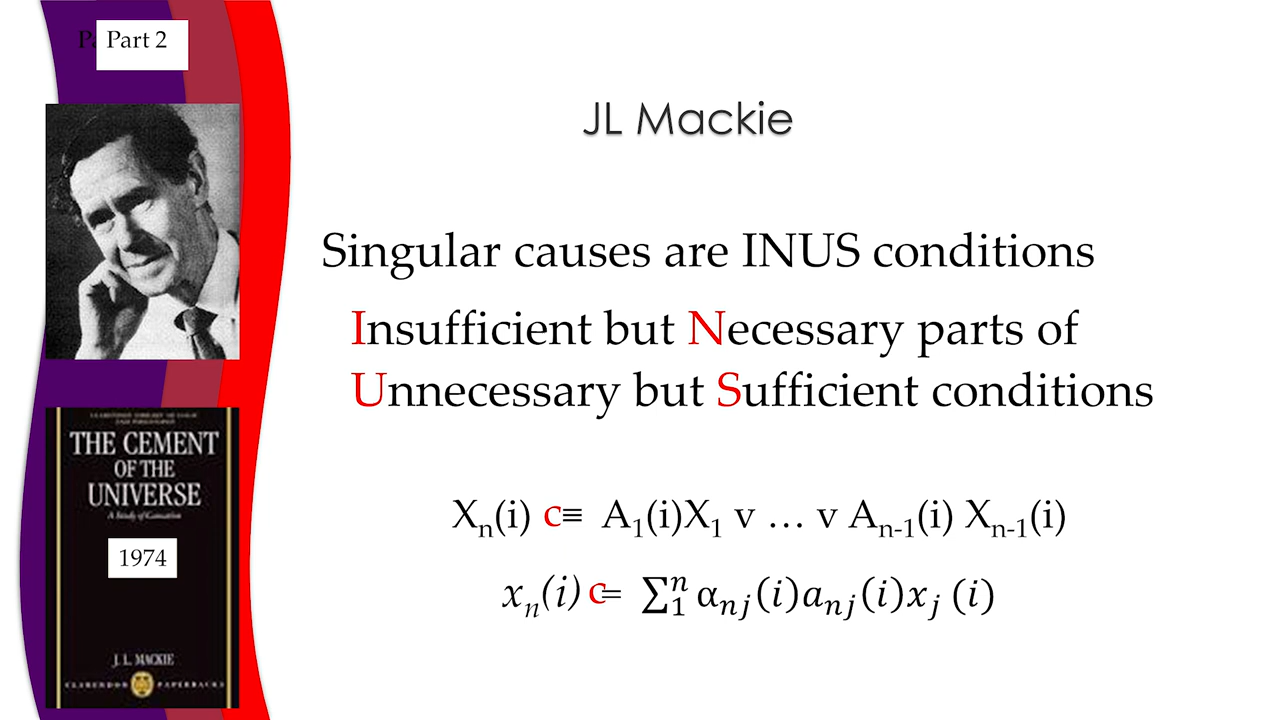 Part 2
JL Mackie
Singular causes are INUS conditions
Insufficient but Necessary parts of
Unnecessary but Sufficient conditions
Xₙ(i) c≡ A₁(i)X₁ v … v Aₙ₋₁(i) Xₙ₋₁(i)
xₙ(i) c= ∑₁ⁿ αₙⱼ(i)aₙⱼ(i)xⱼ (i)
THE CEMENT
OF THE
UNIVERSE
A Study of Causation
1974
J. L. MACKIE
CLARENDON PAPERBACKS